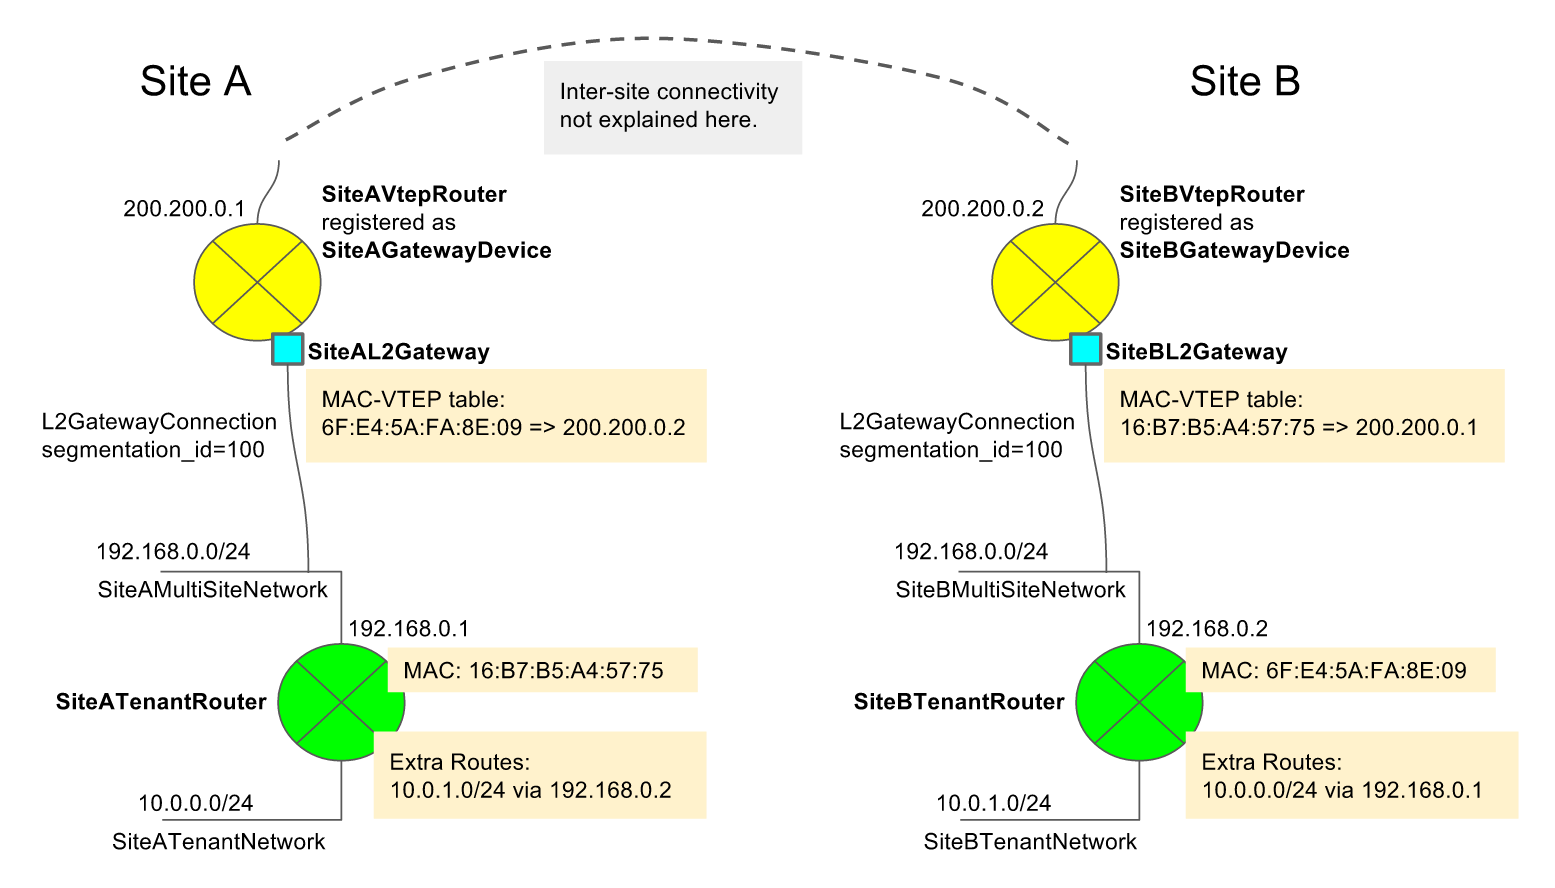 Site A
Site B
Inter-site connectivity
not explained here.
200.200.0.1
SiteAVtepRouter
registered as
SiteAGatewayDevice
SiteAL2Gateway
MAC-VTEP table:
6F:E4:5A:FA:8E:09 => 200.200.0.2
L2GatewayConnection
segmentation_id=100
192.168.0.0/24
SiteAMultiSiteNetwork
192.168.0.1
MAC: 16:B7:B5:A4:57:75
SiteATenantRouter
Extra Routes:
10.0.1.0/24 via 192.168.0.2
10.0.0.0/24
SiteATenantNetwork
200.200.0.2
SiteBVtepRouter
registered as
SiteBGatewayDevice
SiteBL2Gateway
MAC-VTEP table:
16:B7:B5:A4:57:75 => 200.200.0.1
L2GatewayConnection
segmentation_id=100
192.168.0.0/24
SiteBMultiSiteNetwork
192.168.0.2
MAC: 6F:E4:5A:FA:8E:09
SiteBTenantRouter
Extra Routes:
10.0.0.0/24 via 192.168.0.1
10.0.1.0/24
SiteBTenantNetwork